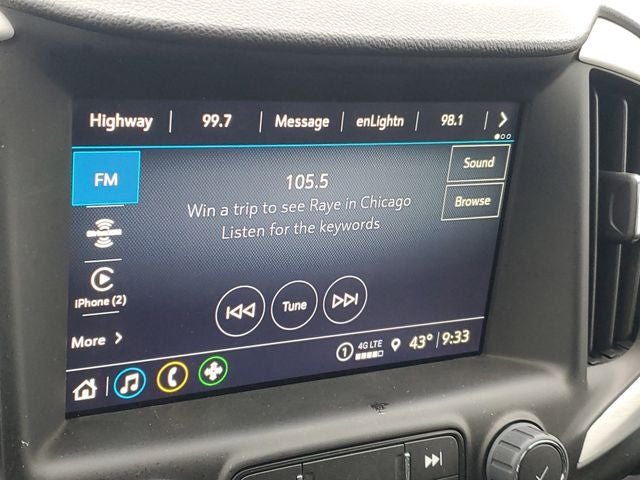 Highway 99.7 Message enLightn 98.1
FM
Sound
105.5
Win a trip to see Raye in Chicago
Listen for the keywords
Browse
iPhone (2)
Tune
More
1 4G LTE 43° 9:33